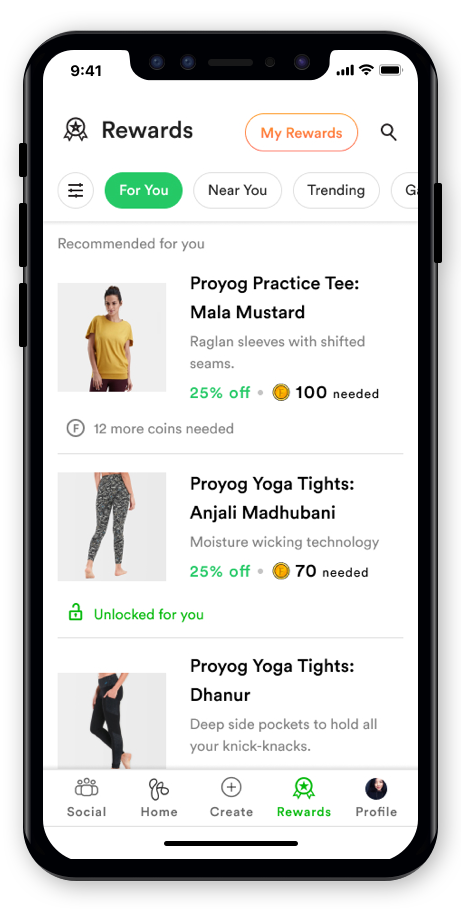 9:41
Rewards
My Rewards
For You
Near You
Trending
Recommended for you
Proyog Practice Tee:
Mala Mustard
Raglan sleeves with shifted
seams.
25% off • F 100 needed
F 12 more coins needed
Proyog Yoga Tights:
Anjali Madhubani
Moisture wicking technology
25% off • F 70 needed
Unlocked for you
Proyog Yoga Tights:
Dhanur
Deep side pockets to hold all
your knick-knacks.
Social Home Create Rewards Profile